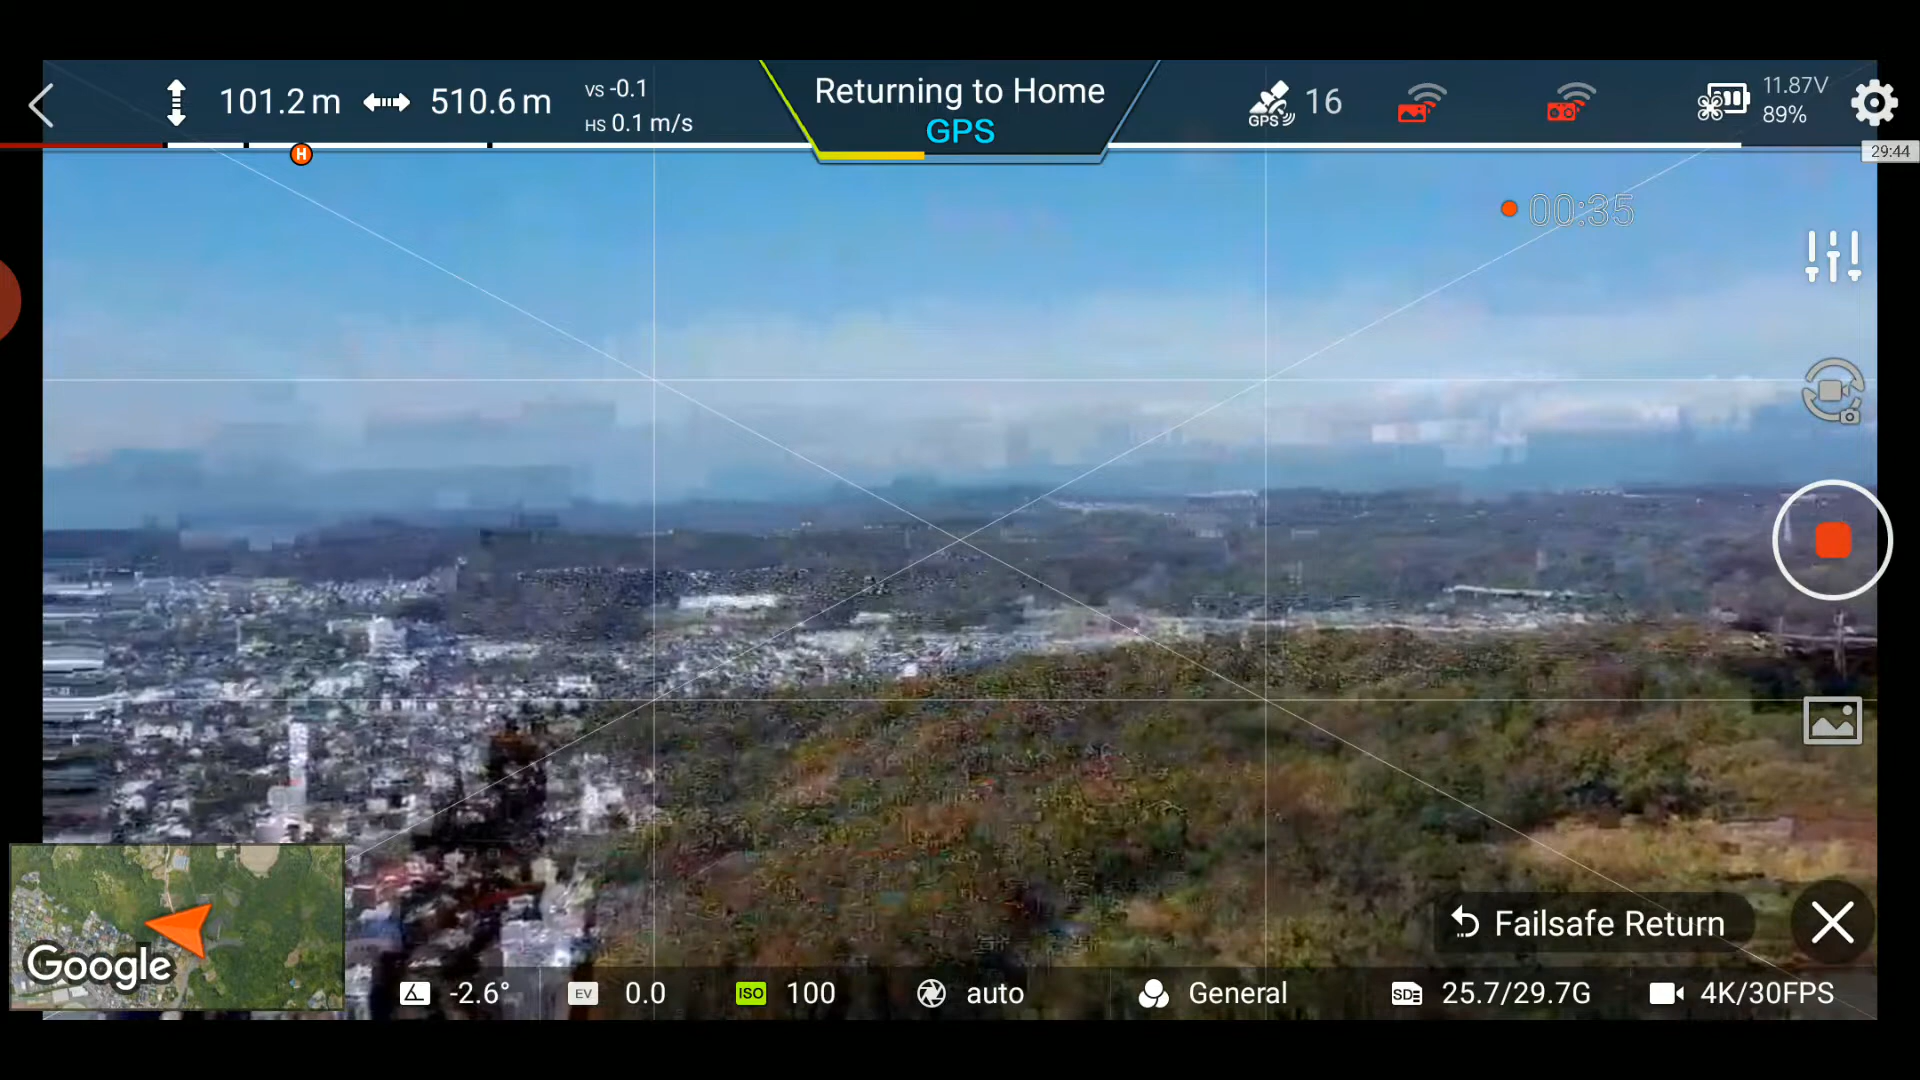 101.2 m
510.6 m
VS -0.1
HS 0.1 m/s
Returning to Home
GPS
GPS
16
11.87V
89%
H
29:44
00:35
Failsafe Return
Google
-2.6°
EV
0.0
ISO
100
auto
General
SD
25.7/29.7G
4K/30FPS